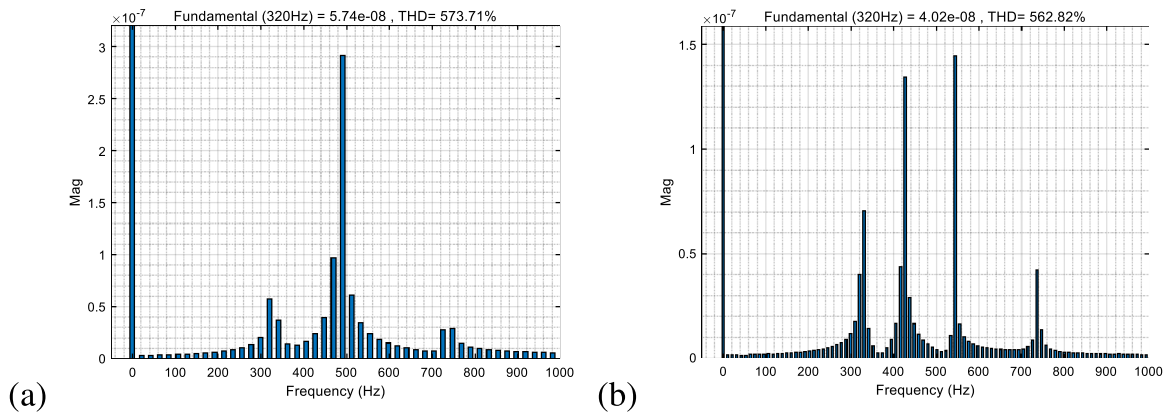 ×10⁻⁷ Fundamental (320Hz) = 5.74e-08 , THD= 573.71%
3
2.5
2
1.5
1
0.5
0
Mag
0 100 200 300 400 500 600 700 800 900 1000
Frequency (Hz)
(a)
×10⁻⁷ Fundamental (320Hz) = 4.02e-08 , THD= 562.82%
1.5
1
0.5
0
Mag
0 100 200 300 400 500 600 700 800 900 1000
Frequency (Hz)
(b)